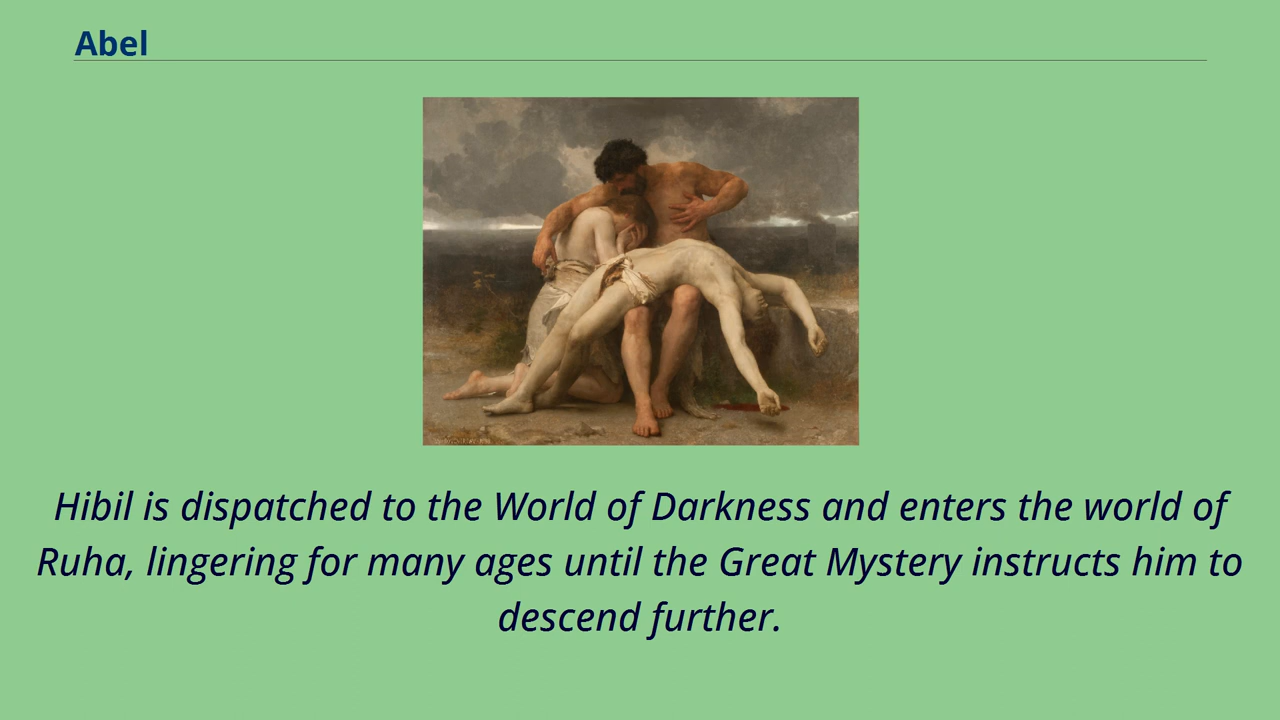 Abel
Hibil is dispatched to the World of Darkness and enters the world of
Ruha, lingering for many ages until the Great Mystery instructs him to
descend further.